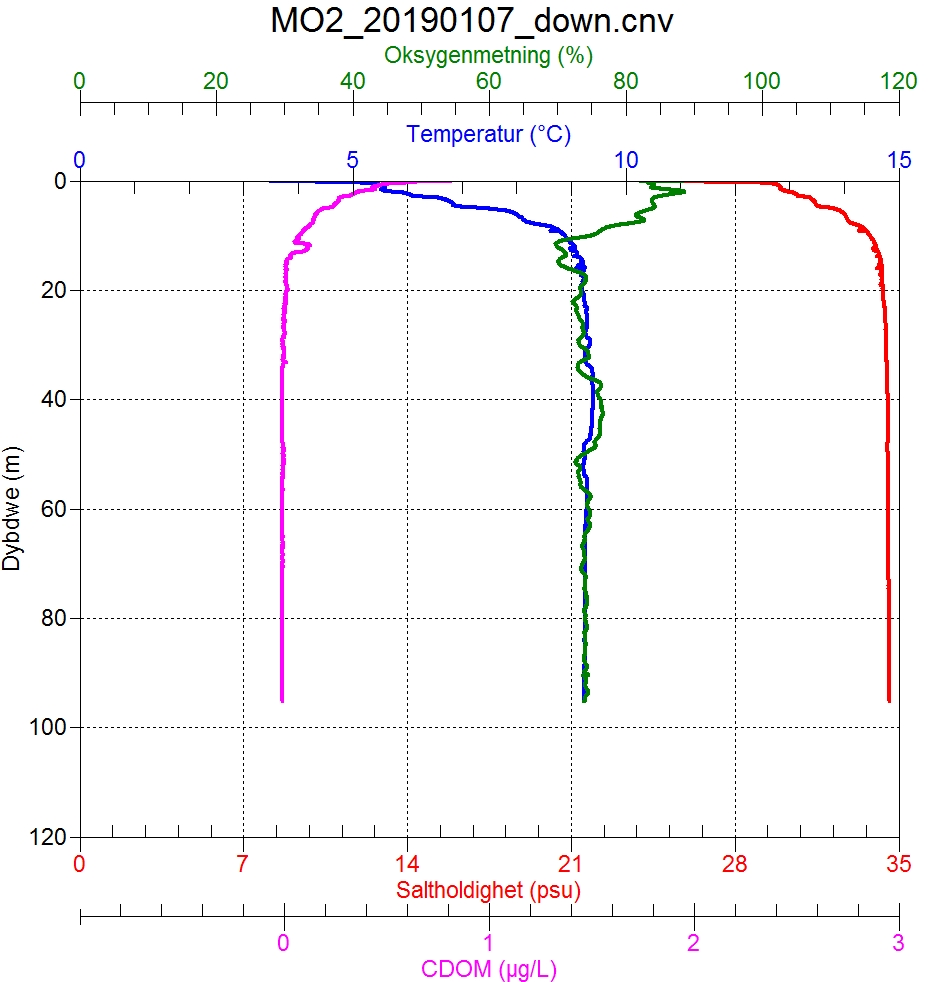 MO2_20190107_down.cnv
Oksygenmetning (%)
0 20 40 60 80 100 120
Temperatur (°C)
0 5 10 15
0
20
40
60
80
100
120
Dybdwe (m)
0 7 14 21 28 35
Saltholdighet (psu)
0 1 2 3
CDOM (µg/L)